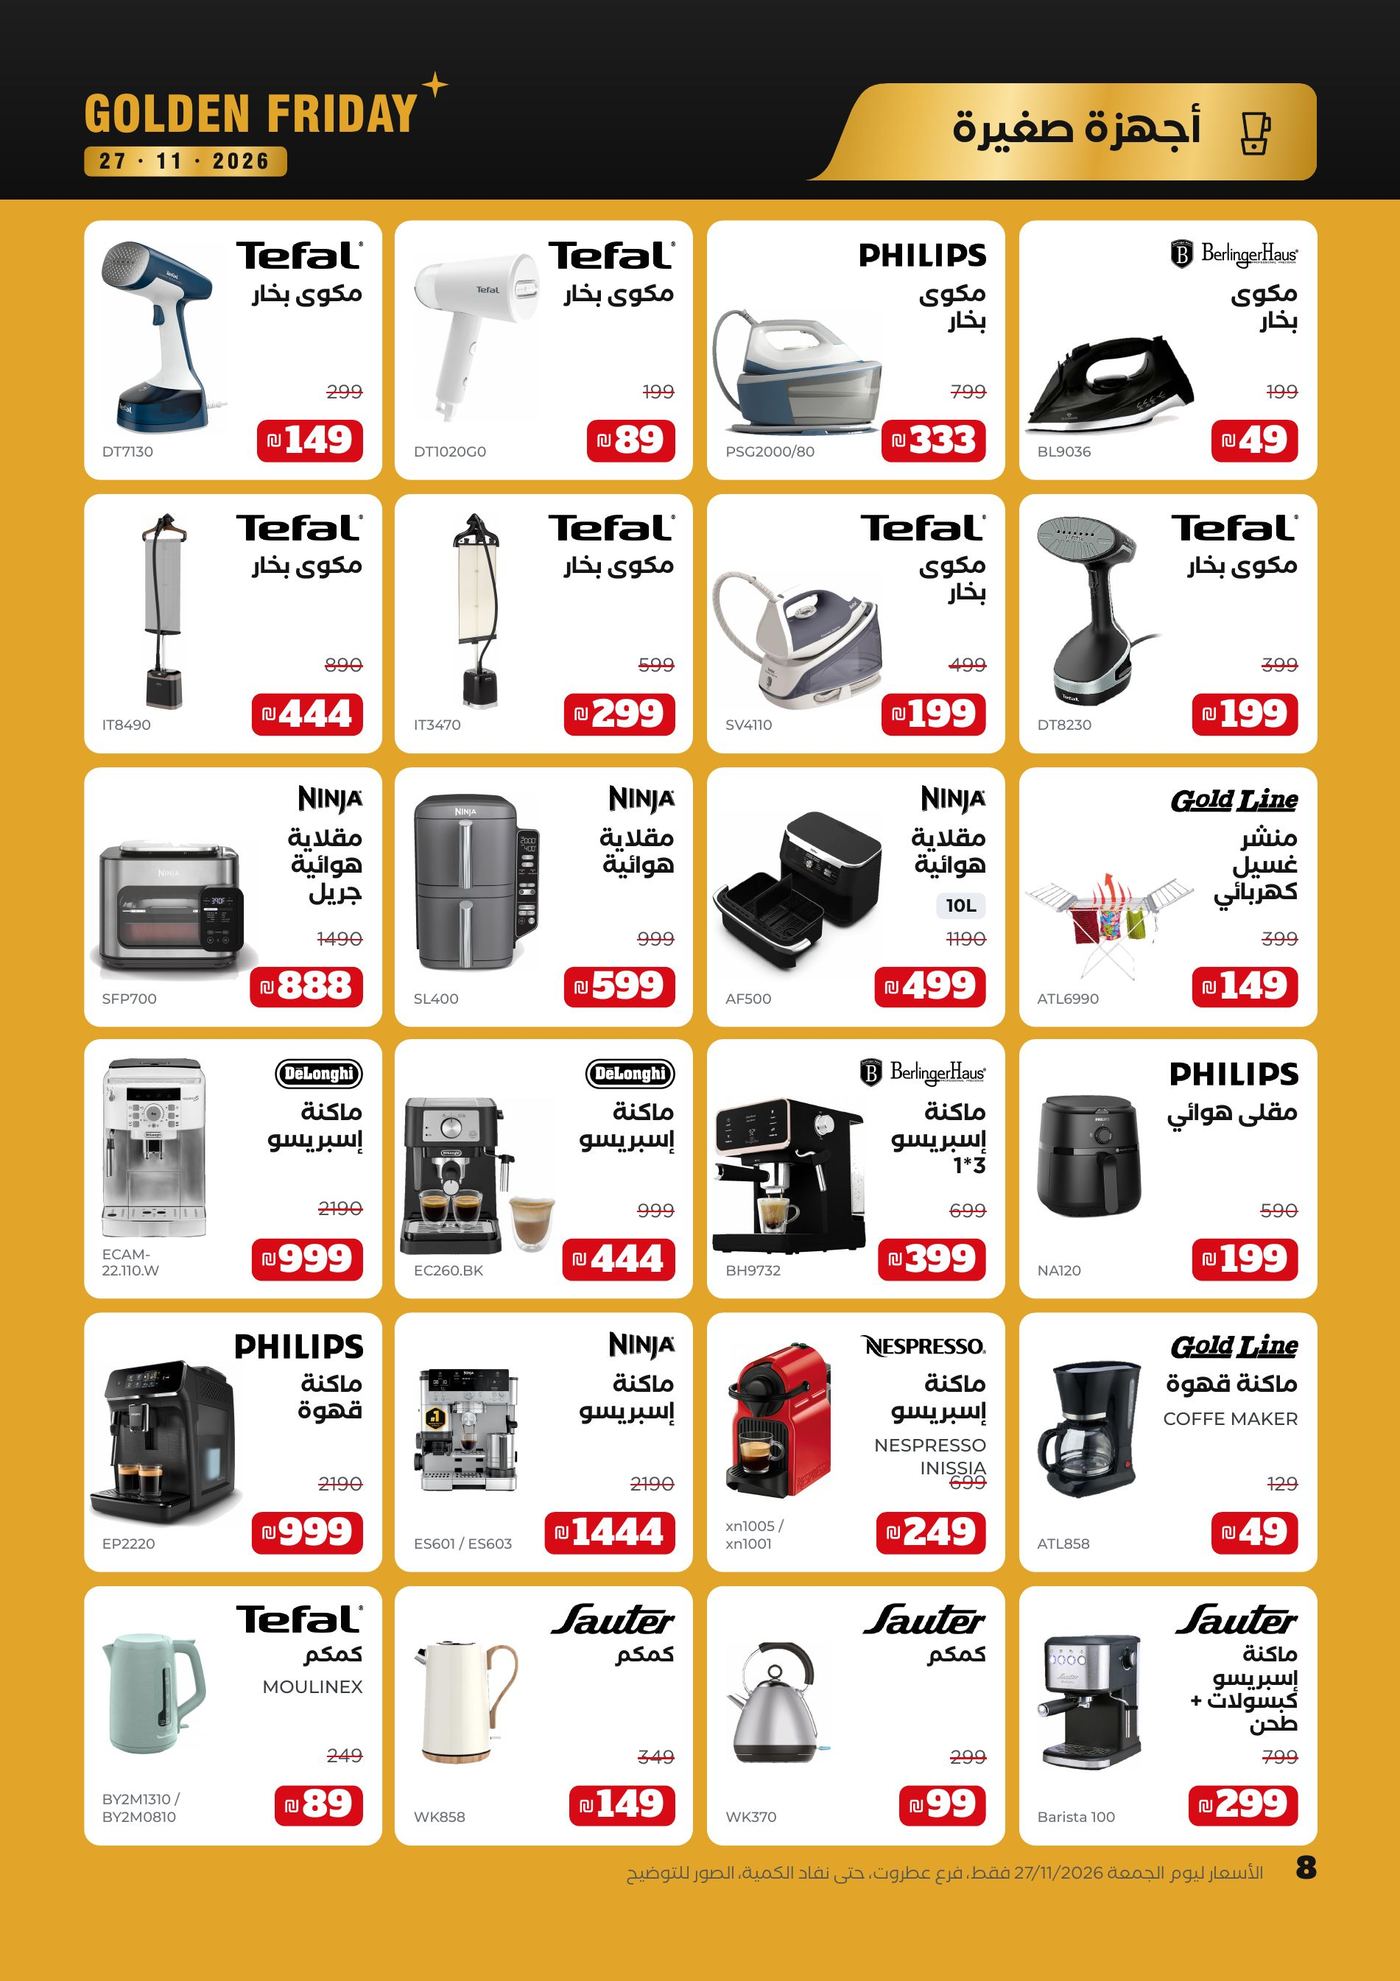 GOLDEN FRIDAY
27 · 11 · 2026
أجهزة صغيرة
BerlingerHaus
مكوى
بخار
199
₪49
BL9036
PHILIPS
مكوى
بخار
799
₪333
PSG2000/80
Tefal
مكوى بخار
199
₪89
DT1020G0
Tefal
مكوى بخار
299
₪149
DT7130
Tefal
مكوى بخار
399
₪199
DT8230
Tefal
مكوى
بخار
499
₪199
SV4110
Tefal
مكوى بخار
599
₪299
IT3470
Tefal
مكوى بخار
890
₪444
IT8490
Gold Line
منشر
غسيل
كهربائي
399
₪149
ATL6990
NINJA
مقلاية
هوائية
10L
1190
₪499
AF500
NINJA
مقلاية
هوائية
999
₪599
SL400
NINJA
مقلاية
هوائية
جريل
1490
₪888
SFP700
PHILIPS
مقلى هوائي
590
₪199
NA120
BerlingerHaus
ماكنة
إسبريسو
3*1
699
₪399
BH9732
DeLonghi
ماكنة
إسبريسو
999
₪444
EC260.BK
DeLonghi
ماكنة
إسبريسو
2190
₪999
ECAM-
22.110.W
Gold Line
ماكنة قهوة
COFFE MAKER
129
₪49
ATL858
NESPRESSO
ماكنة
إسبريسو
NESPRESSO
INISSIA
699
₪249
xn1005 /
xn1001
NINJA
ماكنة
إسبريسو
2190
₪1444
ES601 / ES603
PHILIPS
ماكنة
قهوة
2190
₪999
EP2220
Sauter
ماكنة
إسبريسو
كبسولات +
طحن
799
₪299
Barista 100
Sauter
كمكم
299
₪99
WK370
Sauter
كمكم
349
₪149
WK858
Tefal
كمكم
MOULINEX
249
₪89
BY2M1310 /
BY2M0810
الأسعار ليوم الجمعة 27/11/2026 فقط، فرع عطروت، حتى نفاد الكمية، الصور للتوضيح
8